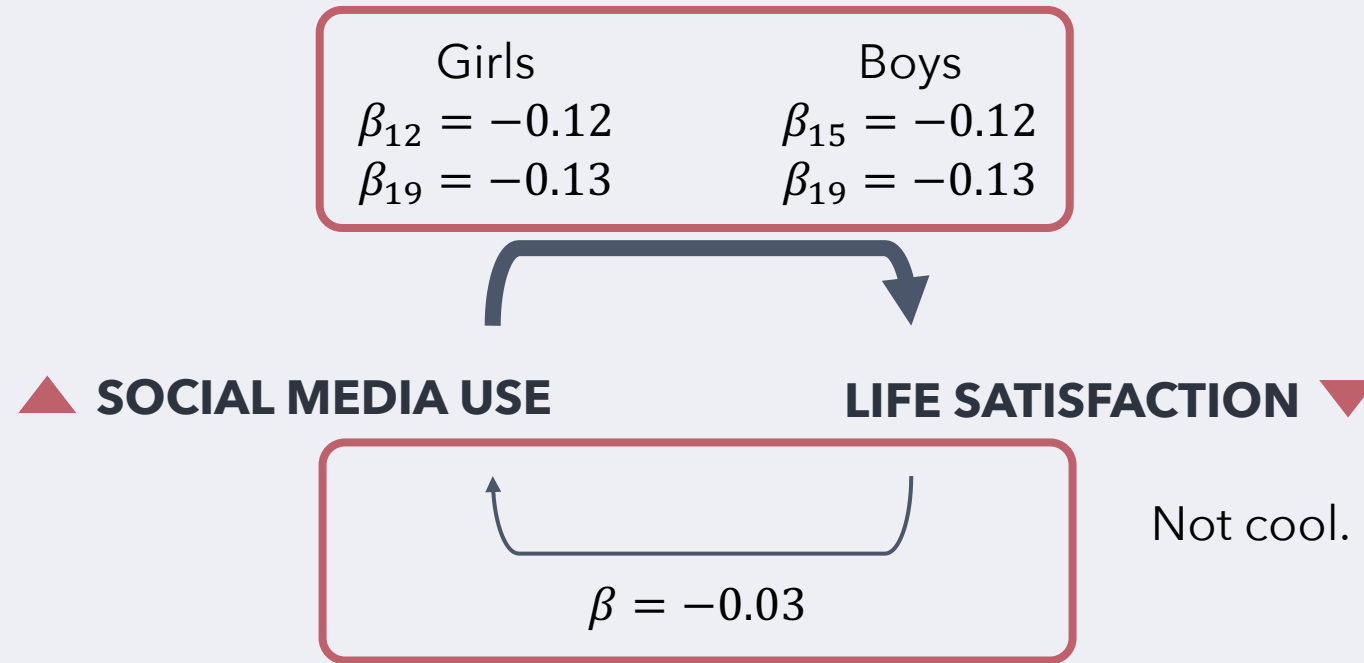 Girls Boys
β₁₂ = −0.12 β₁₅ = −0.12
β₁₉ = −0.13 β₁₉ = −0.13
SOCIAL MEDIA USE LIFE SATISFACTION
Not cool.
β = −0.03